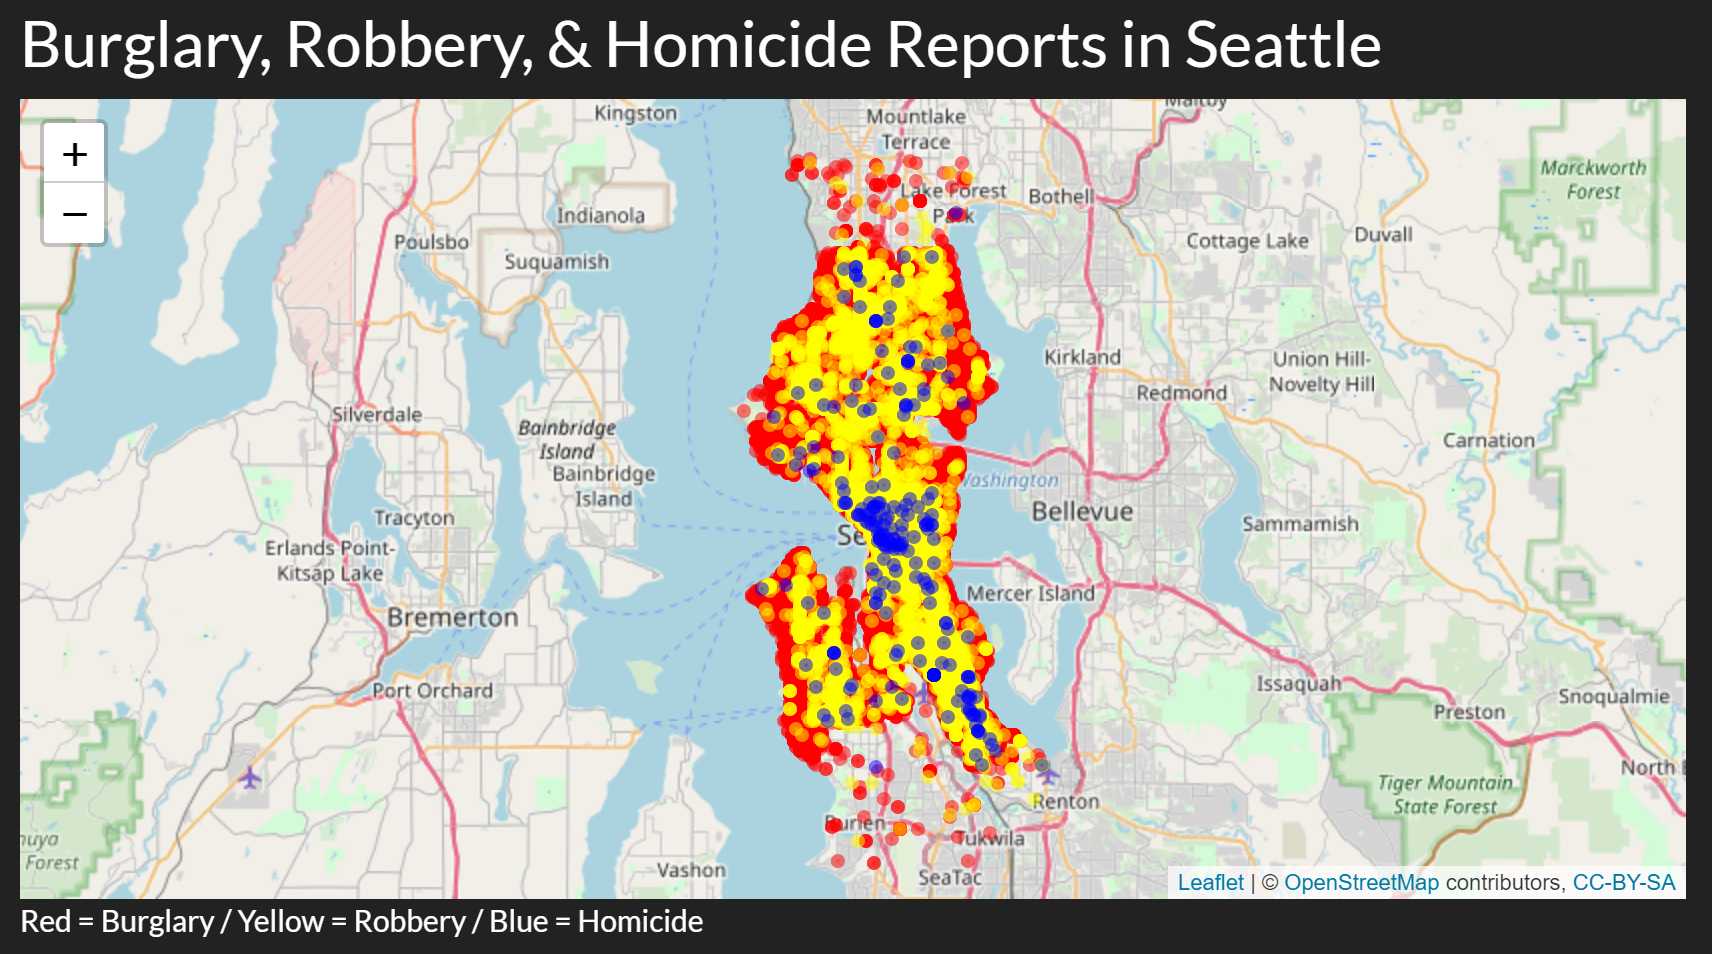 Burglary, Robbery, & Homicide Reports in Seattle
+
−
Kingston
Mountlake
Terrace
Maltby
Marckworth
Forest
Lake Forest
Park
Bothell
Indianola
Poulsbo
Suquamish
Cottage Lake
Duvall
Kirkland
Union Hill-
Novelty Hill
Redmond
Silverdale
Bainbridge
Island
Bainbridge
Island
Carnation
Washington
Bellevue
Tracyton
Sammamish
Se
Erlands Point-
Kitsap Lake
Mercer Island
Bremerton
Port Orchard
Issaquah
Preston
Snoqualmie
North
Tiger Mountain
State Forest
Renton
Burien
Tukwila
Forest
Vashon
SeaTac
Leaflet | © OpenStreetMap contributors, CC-BY-SA
Red = Burglary / Yellow = Robbery / Blue = Homicide